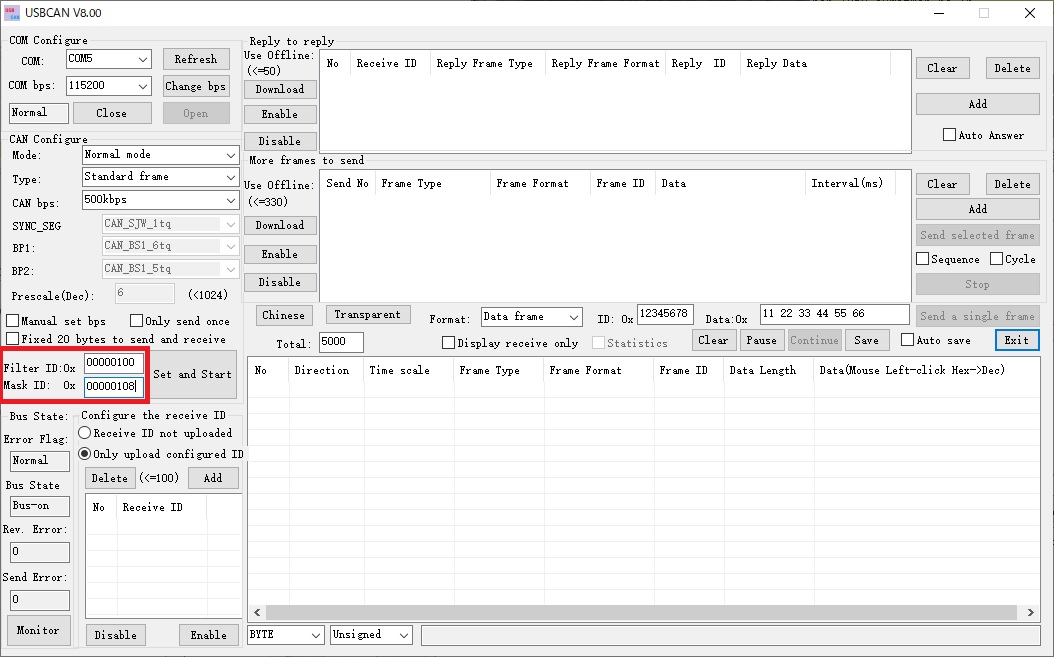 USBCAN V8.00
COM Configure
COM: COM5 Refresh
COM bps: 115200 Change bps
Normal Close Open
CAN Configure
Mode: Normal mode
Type: Standard frame
CAN bps: 500kbps
SYNC_SEG CAN_SJW_1tq
BP1: CAN_BS1_6tq
BP2: CAN_BS1_5tq
Prescale(Dec): 6 (<1024)
Manual set bps Only send once
Fixed 20 bytes to send and receive
Filter ID:0x 00000100
Mask ID: 0x 00000108
Set and Start
Bus State:
Error Flag:
Normal
Bus State
Bus-on
Rev. Error:
0
Send Error:
0
Monitor
Configure the receive ID
Receive ID not uploaded
Only upload configured ID
Delete (<=100) Add
No Receive ID
Disable Enable
Reply to reply
Use Offline:
(<=50)
Download
Enable
Disable
No Receive ID Reply Frame Type Reply Frame Format Reply ID Reply Data
Clear Delete
Add
Auto Answer
More frames to send
Use Offline:
(<=330)
Download
Enable
Disable
Send No Frame Type Frame Format Frame ID Data Interval(ms)
Clear Delete
Add
Send selected frame
Sequence Cycle
Stop
Chinese Transparent Format: Data frame ID: 0x 12345678 Data:0x 11 22 33 44 55 66 Send a single frame
Total: 5000 Display receive only Statistics Clear Pause Continue Save Auto save Exit
No Direction Time scale Frame Type Frame Format Frame ID Data Length Data(Mouse Left-click Hex->Dec)
BYTE Unsigned